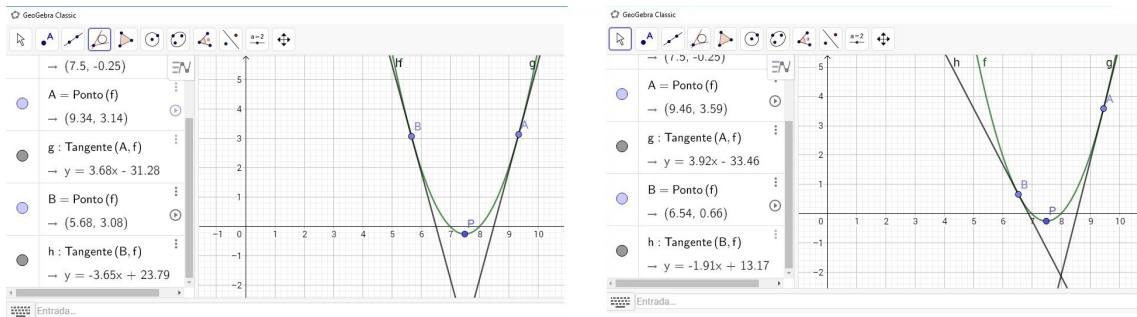 GeoGebra Classic
a=2
→ (7.5, -0.25)
A = Ponto(f)
→ (9.34, 3.14)
g : Tangente(A, f)
→ y = 3.68x - 31.28
B = Ponto(f)
→ (5.68, 3.08)
h : Tangente(B, f)
→ y = -3.65x + 23.79
Entrada...
hf
g
B
A
P
5
4
3
2
1
-1 0 1 2 3 4 5 6 7 8 9 10
-1
-2
GeoGebra Classic
a=2
→ (7.5, -0.25)
A = Ponto(f)
→ (9.46, 3.59)
g : Tangente(A, f)
→ y = 3.92x - 33.46
B = Ponto(f)
→ (6.54, 0.66)
h : Tangente(B, f)
→ y = -1.91x + 13.17
Entrada...
h
f
g
A
B
P
5
4
3
2
1
0 1 2 3 4 5 6 7 8 9 10
-1
-2